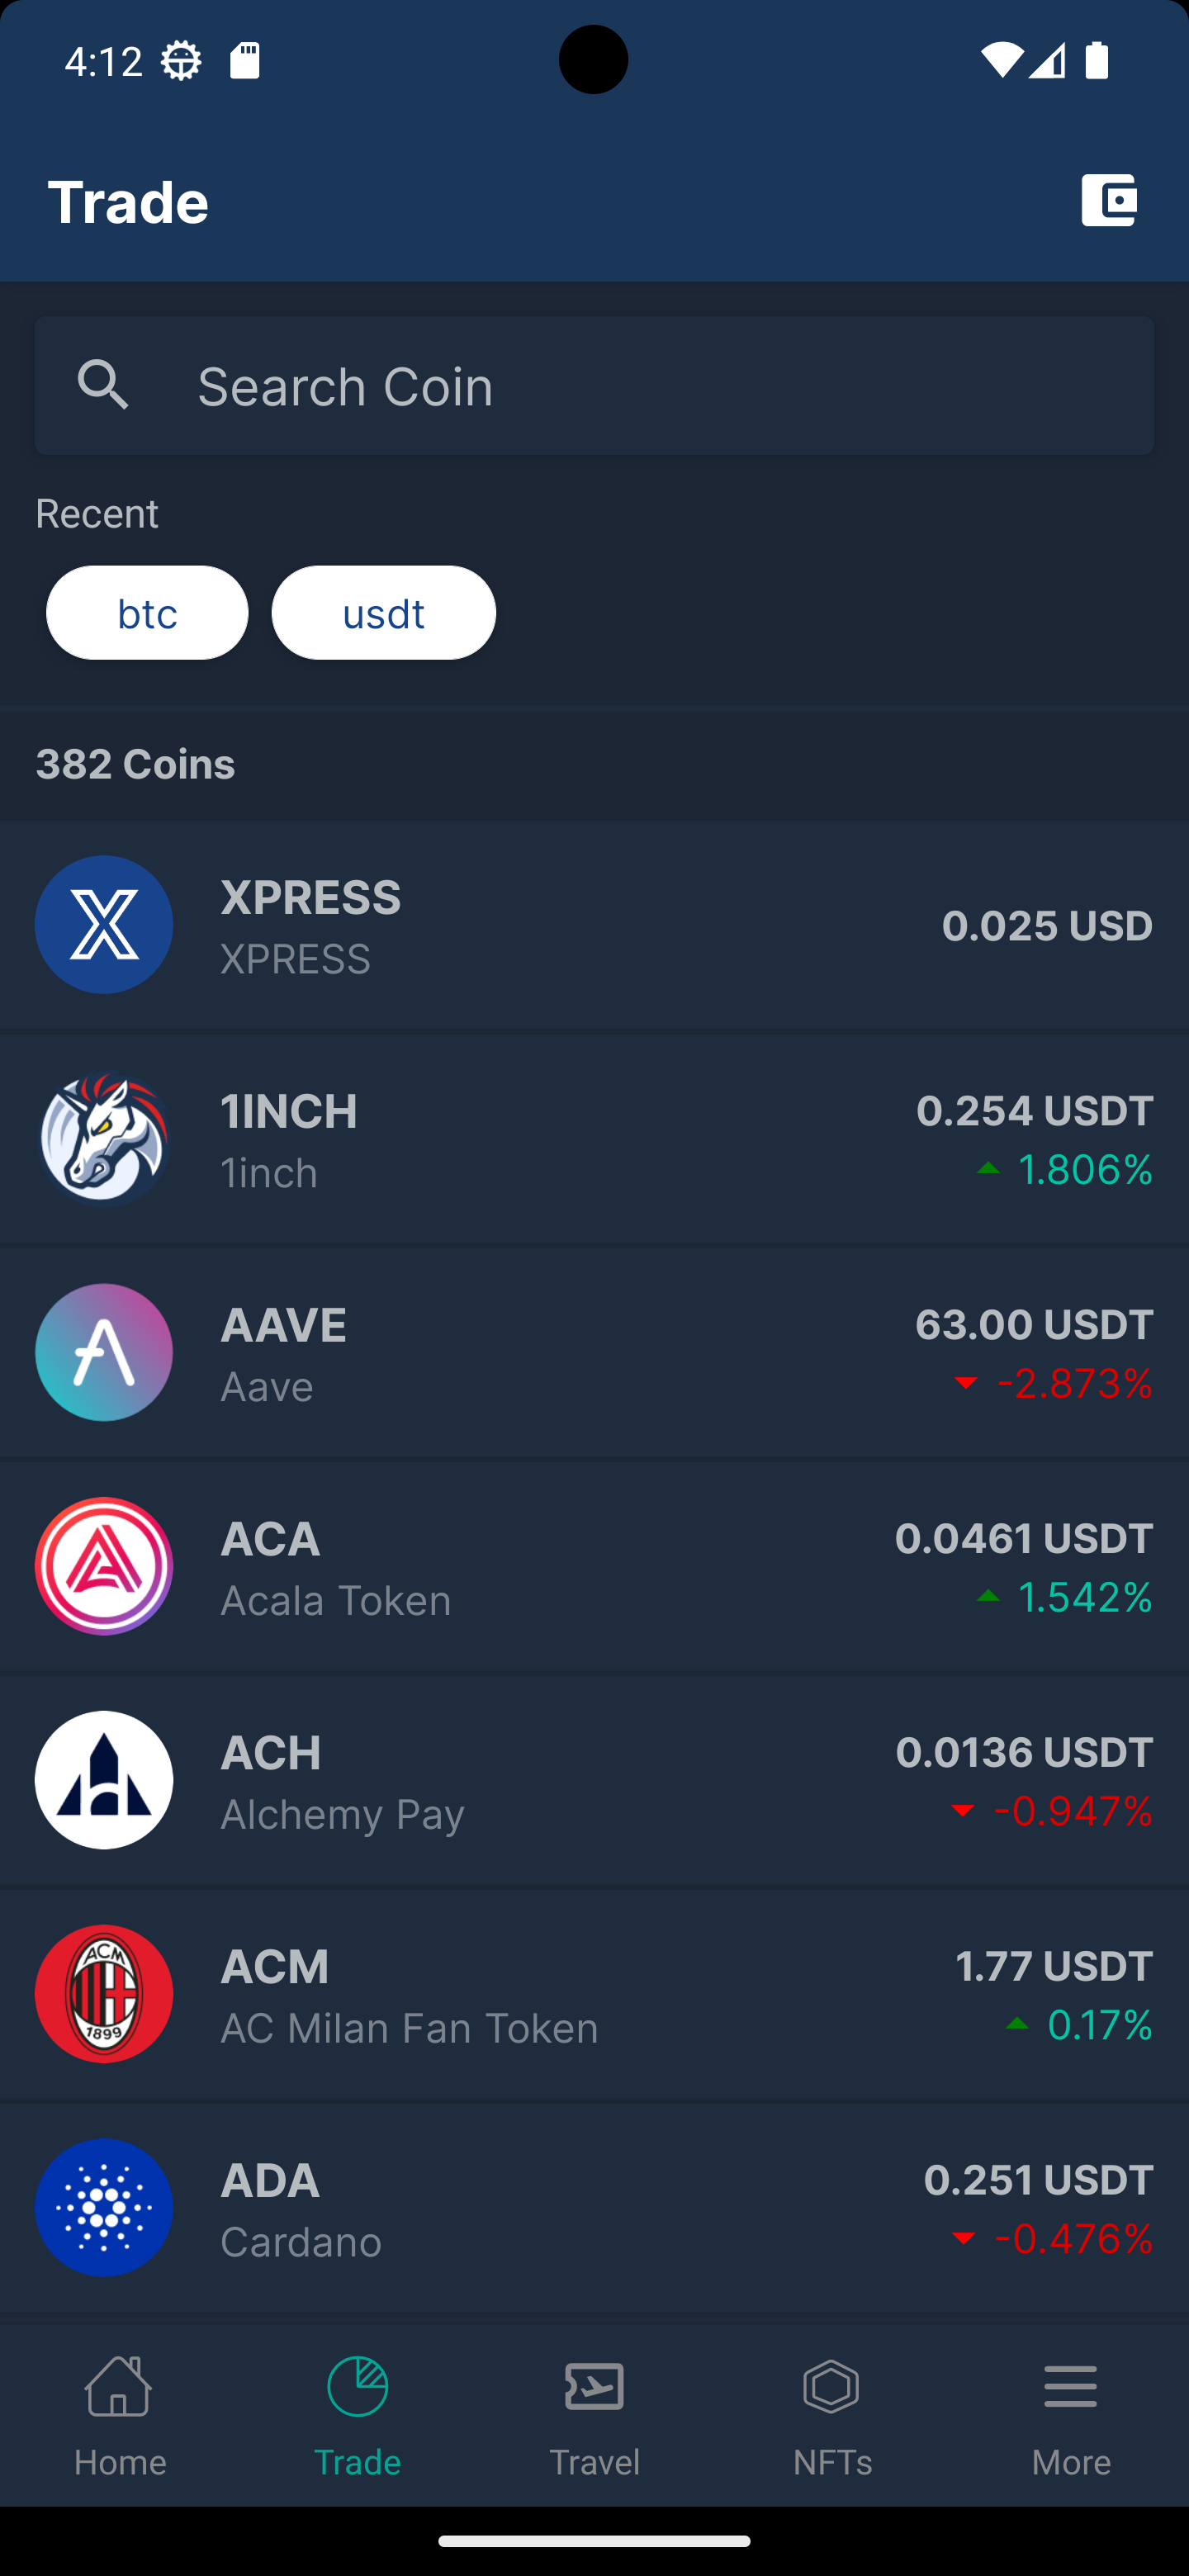 4:12
Trade
Search Coin
Recent
btc
usdt
382 Coins
XPRESS
XPRESS
0.025 USD
1INCH
1inch
0.254 USDT
1.806%
AAVE
Aave
63.00 USDT
-2.873%
ACA
Acala Token
0.0461 USDT
1.542%
ACH
Alchemy Pay
0.0136 USDT
-0.947%
ACM
1899
ACM
AC Milan Fan Token
1.77 USDT
0.17%
ADA
Cardano
0.251 USDT
-0.476%
Home
Trade
Travel
NFTs
More